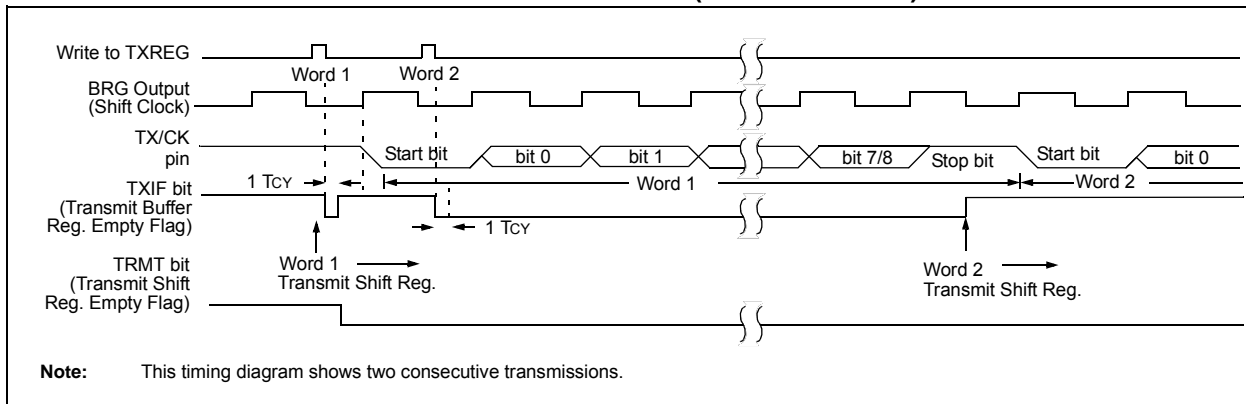 Write to TXREG
Word 1
Word 2
BRG Output
(Shift Clock)
TX/CK
pin
Start bit
bit 0
bit 1
bit 7/8
Stop bit
Start bit
bit 0
1 TCY
Word 1
Word 2
TXIF bit
(Transmit Buffer
Reg. Empty Flag)
1 TCY
Word 1
Transmit Shift Reg.
Word 2
Transmit Shift Reg.
TRMT bit
(Transmit Shift
Reg. Empty Flag)
Note: This timing diagram shows two consecutive transmissions.